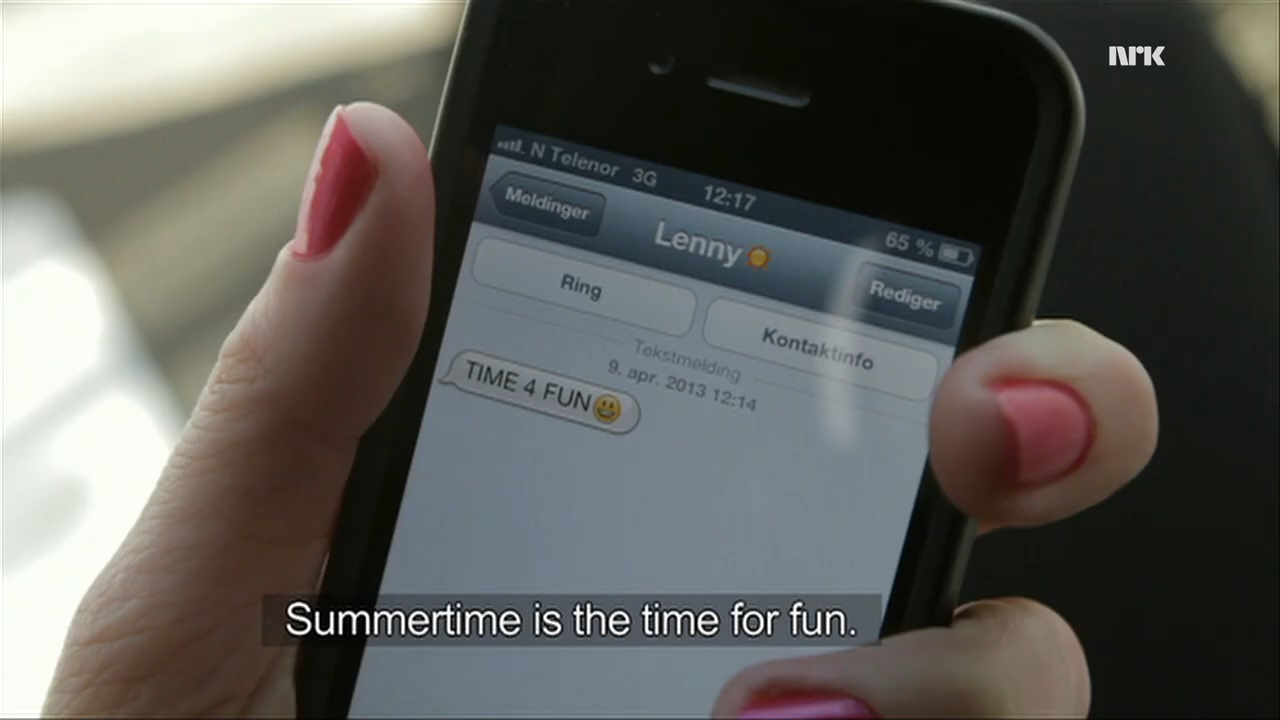 NRK
N Telenor 3G 12:17 65 %
Meldinger Lenny Rediger
Ring Kontaktinfo
Tekstmelding
9. apr. 2013 12:14
TIME 4 FUN😃
Summertime is the time for fun.